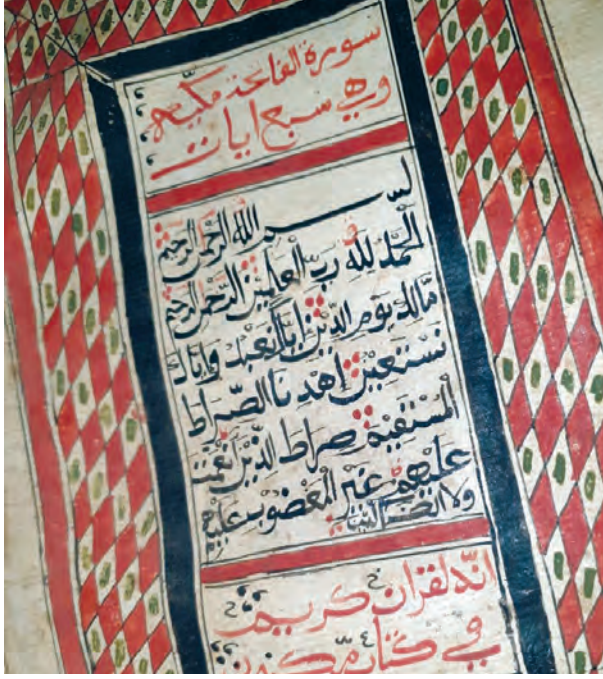 سورة الفاتحة مكية
وهي سبع ايات
بسم الله الرحمن الرحيم
الحمد لله رب العلمين الرحمن الرحيم
مالك يوم الدين اياك نعبد واياك
نستعين اهدنا الصراط
المستقيم صراط الذين انعمت
عليهم غير المغضوب عليهم
ولا الضالين
انه لقران كريم
في كتاب مكنون